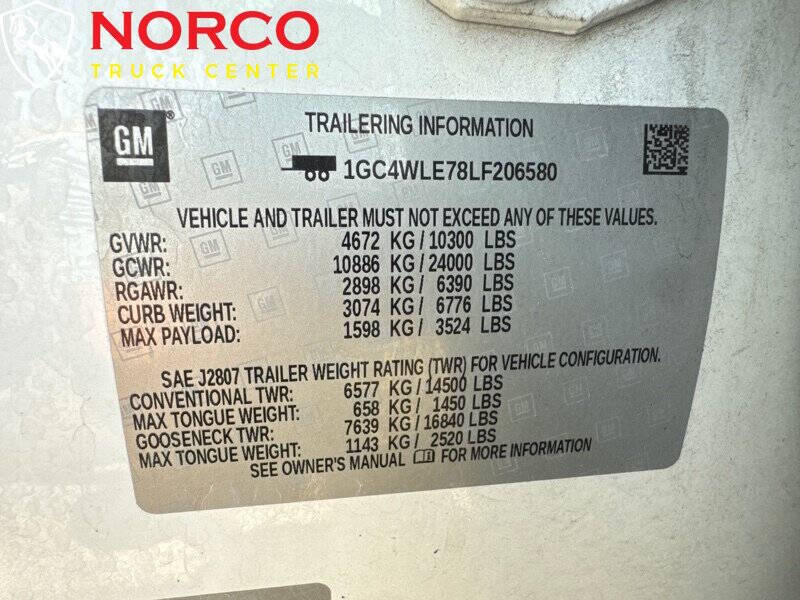 NORCO
TRUCK CENTER
GM®
TRAILERING INFORMATION
1GC4WLE78LF206580
VEHICLE AND TRAILER MUST NOT EXCEED ANY OF THESE VALUES.
GVWR: 4672 KG/10300 LBS
GCWR: 10886 KG/24000 LBS
RGAWR: 2898 KG/ 6390 LBS
CURB WEIGHT: 3074 KG/ 6776 LBS
MAX PAYLOAD: 1598 KG/ 3524 LBS
SAE J2807 TRAILER WEIGHT RATING (TWR) FOR VEHICLE CONFIGURATION.
CONVENTIONAL TWR: 6577 KG/14500 LBS
MAX TONGUE WEIGHT: 658 KG/ 1450 LBS
GOOSENECK TWR: 7639 KG/16840 LBS
MAX TONGUE WEIGHT: 1143 KG/ 2520 LBS
SEE OWNER'S MANUAL FOR MORE INFORMATION